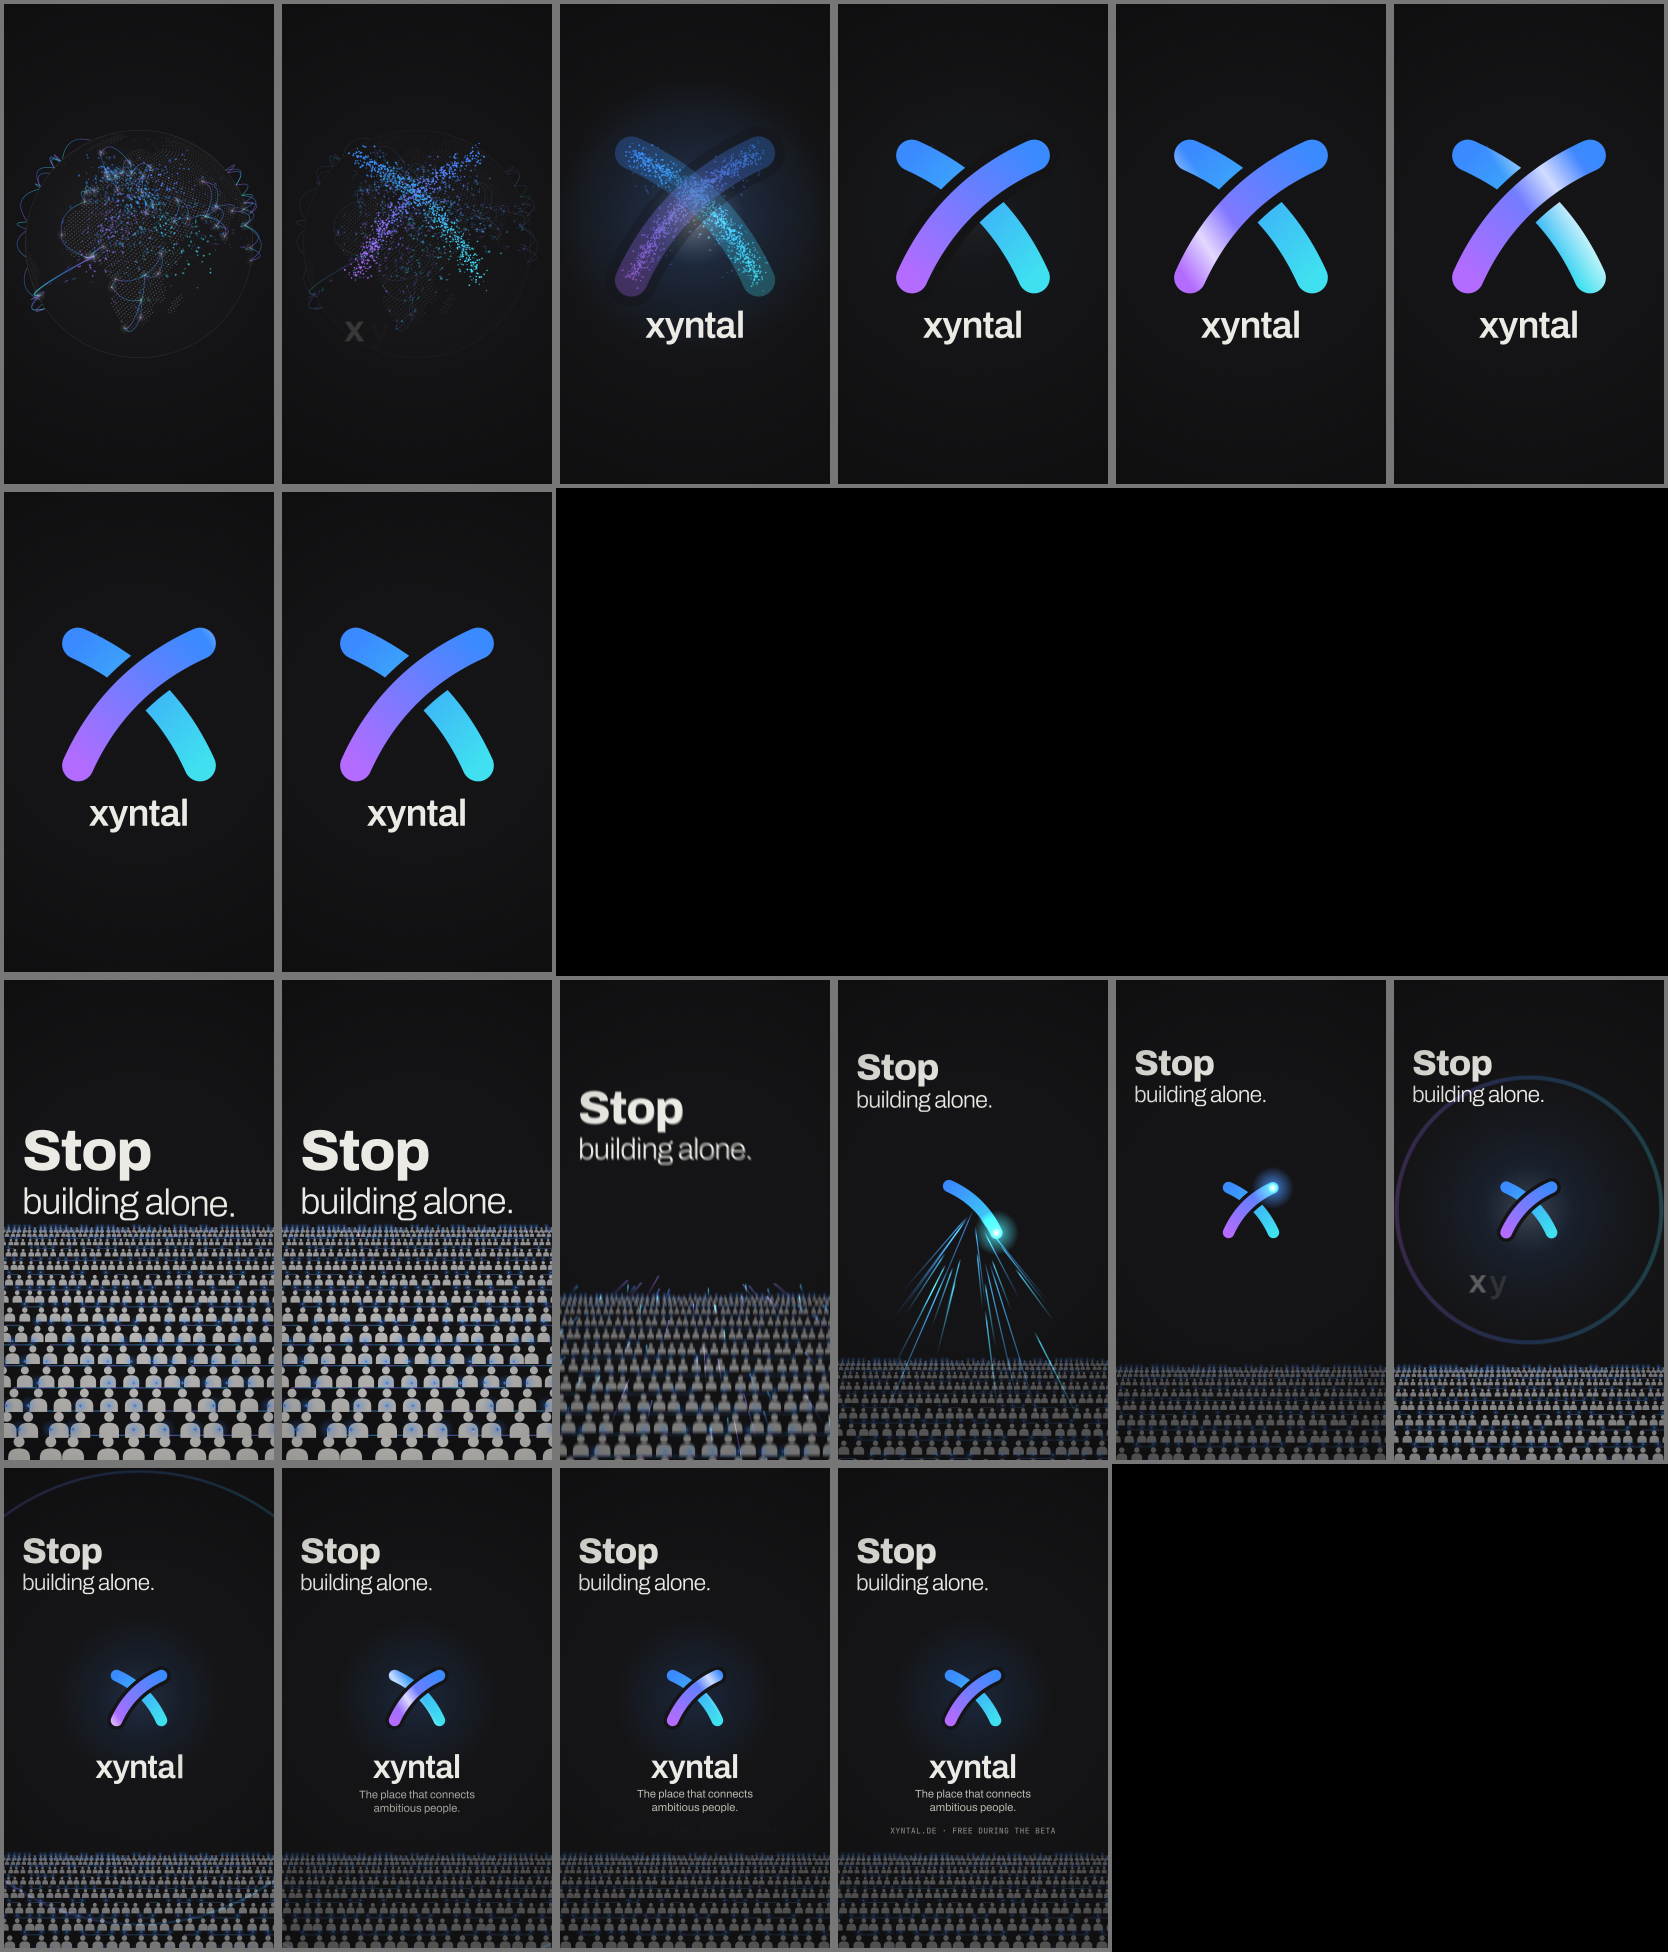 x y
xyntal
xyntal
xyntal
xyntal
xyntal
xyntal
Stop
building alone.
Stop
building alone.
Stop
building alone.
Stop
building alone.
Stop
building alone.
Stop
building alone.
xy
Stop
building alone.
xyntal
Stop
building alone.
xyntal
The place that connects
ambitious people.
Stop
building alone.
xyntal
The place that connects
ambitious people.
Stop
building alone.
xyntal
The place that connects
ambitious people.
XYNTAL.DE · FREE DURING THE BETA